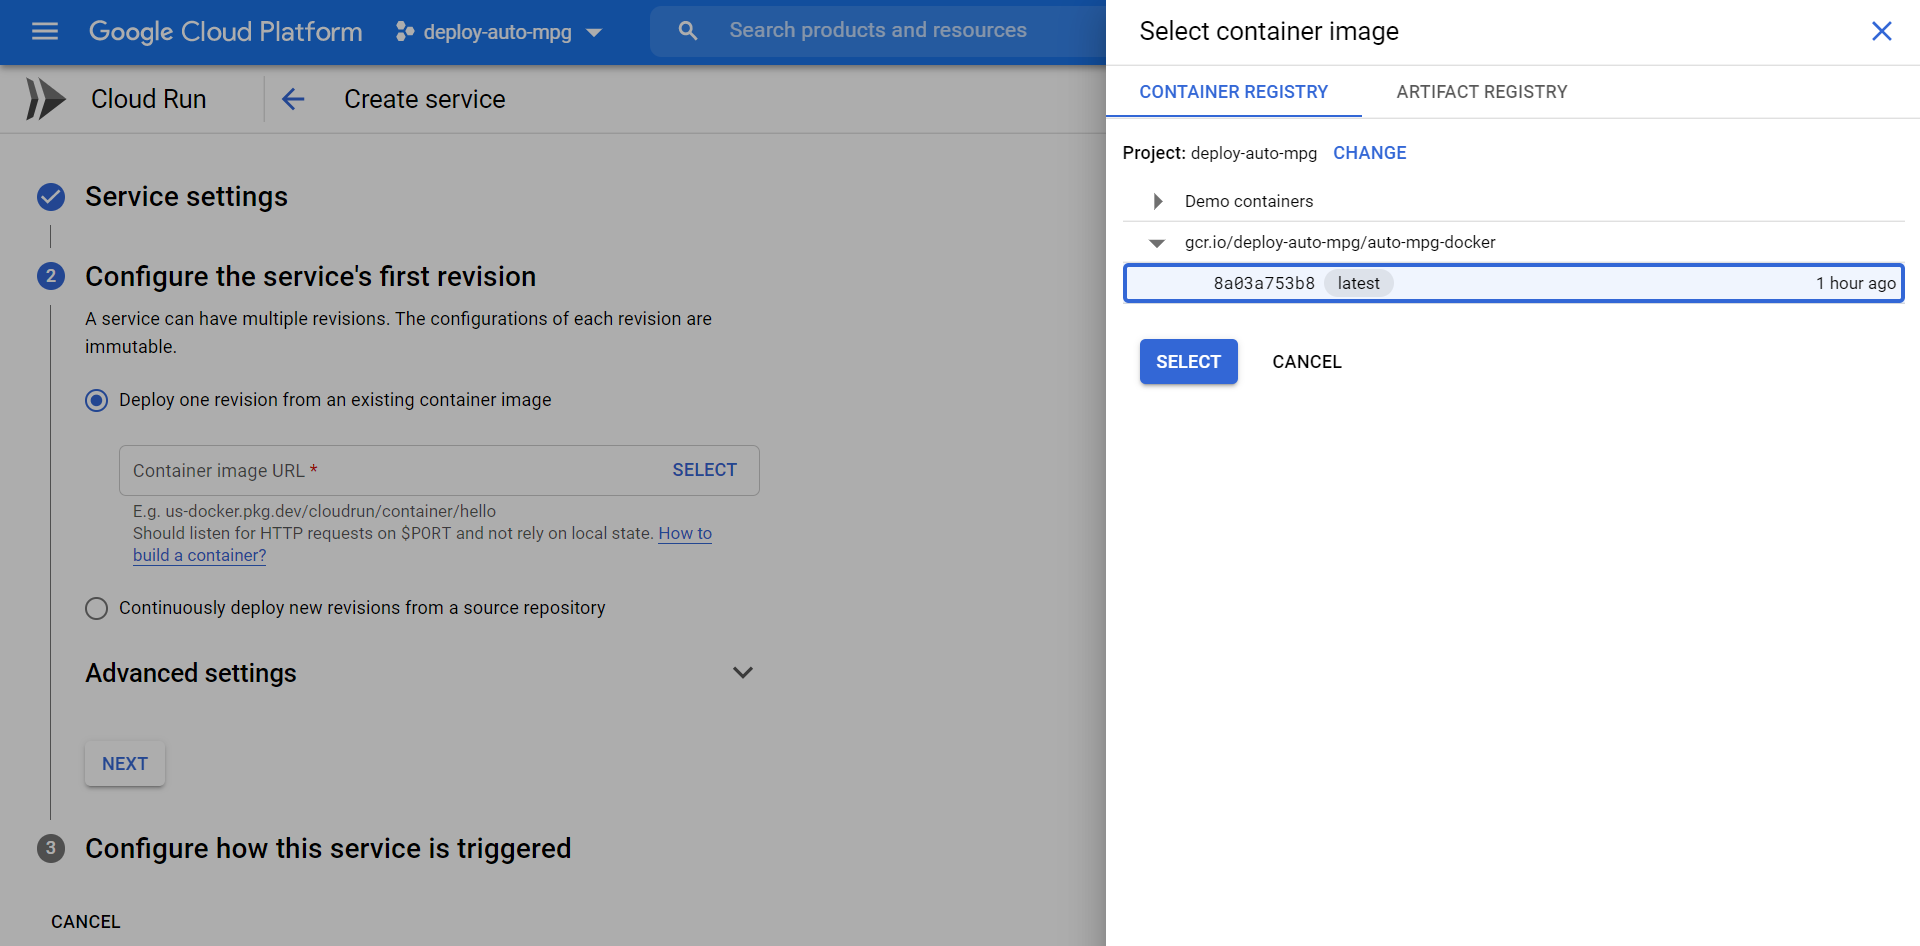 Google Cloud Platform
deploy-auto-mpg
Search products and resources
Cloud Run
Create service
Service settings
2
Configure the service's first revision
A service can have multiple revisions. The configurations of each revision are
immutable.
Deploy one revision from an existing container image
Container image URL *
SELECT
E.g. us-docker.pkg.dev/cloudrun/container/hello
Should listen for HTTP requests on $PORT and not rely on local state. How to
build a container?
Continuously deploy new revisions from a source repository
Advanced settings
NEXT
3
Configure how this service is triggered
CANCEL
Select container image
CONTAINER REGISTRY
ARTIFACT REGISTRY
Project: deploy-auto-mpg CHANGE
Demo containers
gcr.io/deploy-auto-mpg/auto-mpg-docker
8a03a753b8 latest 1 hour ago
SELECT
CANCEL